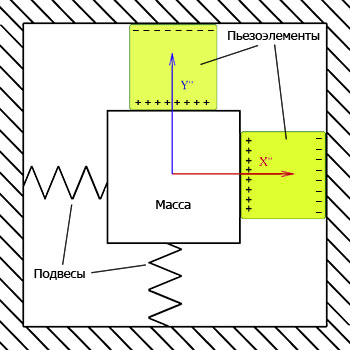 Пьезоэлементы
- - - - - - - -
Y"
+ + + + + + + +
X"
Масса
Подвесы